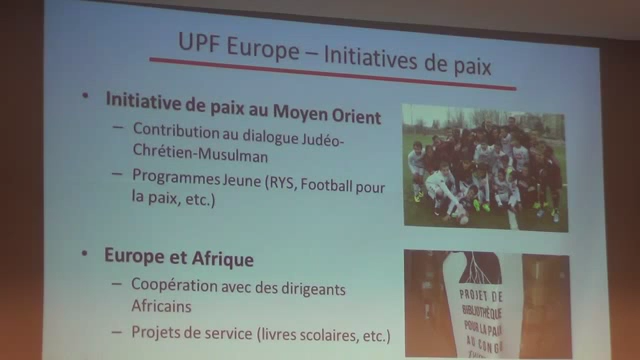 UPF Europe – Initiatives de paix
• Initiative de paix au Moyen Orient
– Contribution au dialogue Judéo-
Chrétien-Musulman
– Programmes Jeune (RYS, Football pour
la paix, etc.)
• Europe et Afrique
– Coopération avec des dirigeants
Africains
– Projets de service (livres scolaires, etc.)
PROJET DE
BIBLIOTHÈQUE
POUR LA PAIX
AU CONGO